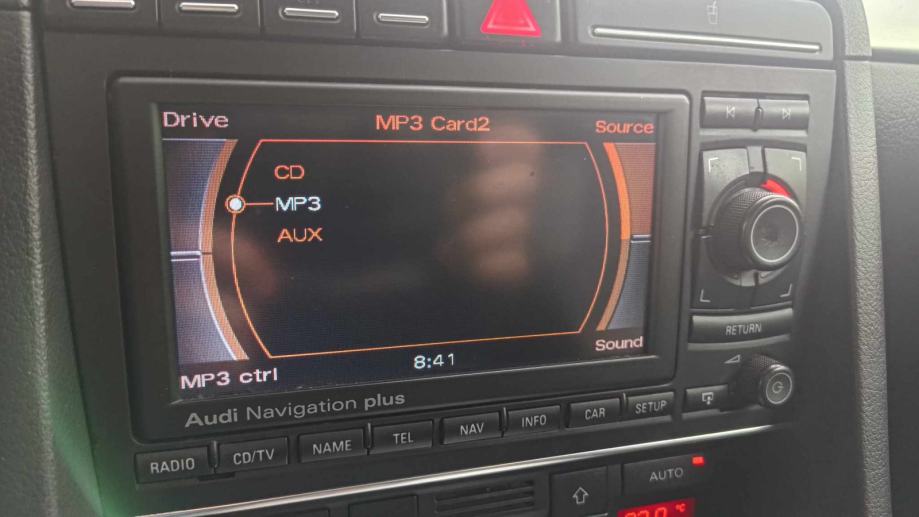 Drive
MP3 Card2
Source
CD
MP3
AUX
8:41
Sound
MP3 ctrl
Audi Navigation plus
RETURN
RADIO
CD/TV
NAME
TEL
NAV
INFO
CAR
SETUP
AUTO